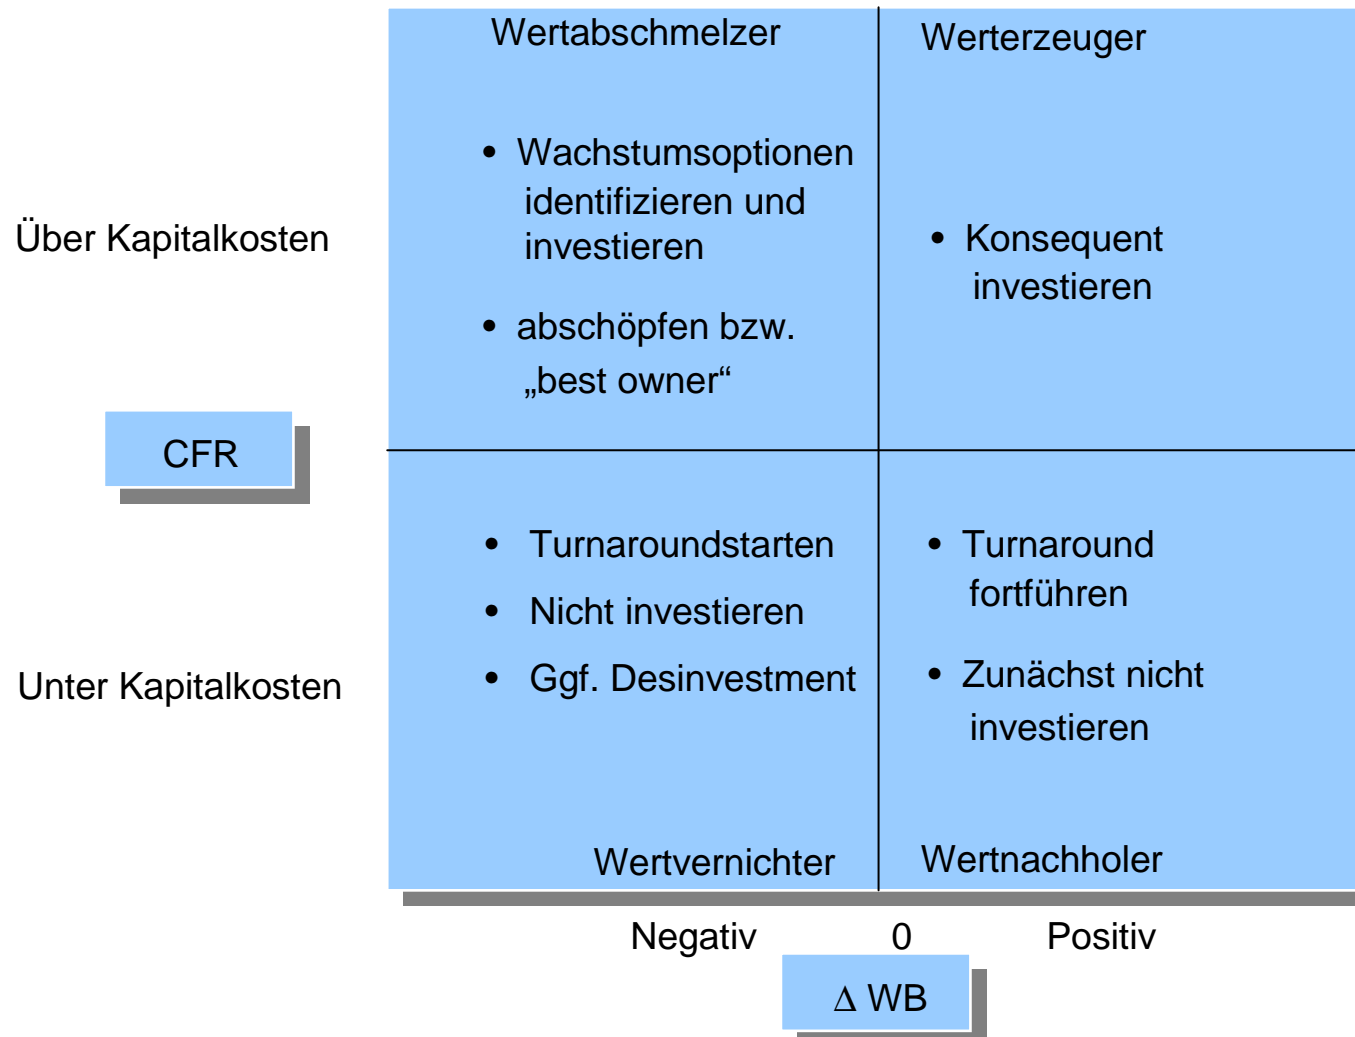 Wertabschmelzer
Werterzeuger
• Wachstumsoptionen
identifizieren und
investieren
• abschöpfen bzw.
„best owner“
Über Kapitalkosten
• Konsequent
investieren
CFR
• Turnaroundstarten
• Nicht investieren
• Ggf. Desinvestment
• Turnaround
fortführen
• Zunächst nicht
investieren
Unter Kapitalkosten
Wertvernichter
Wertnachholer
Negativ 0 Positiv
Δ WB